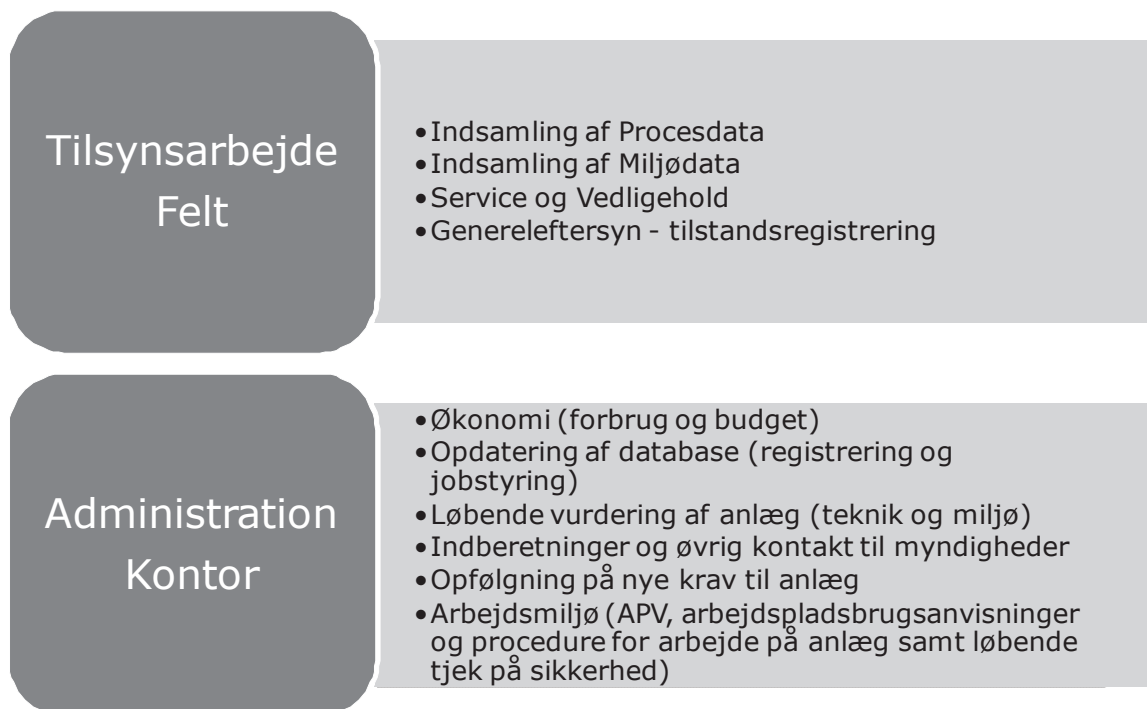 Tilsynsarbejde
Felt
•Indsamling af Procesdata
•Indsamling af Miljødata
•Service og Vedligehold
•Genereleftersyn - tilstandsregistrering
Administration
Kontor
•Økonomi (forbrug og budget)
•Opdatering af database (registrering og
jobstyring)
•Løbende vurdering af anlæg (teknik og miljø)
•Indberetninger og øvrig kontakt til myndigheder
•Opfølgning på nye krav til anlæg
•Arbejdsmiljø (APV, arbejdspladsbrugsanvisninger
og procedure for arbejde på anlæg samt løbende
tjek på sikkerhed)